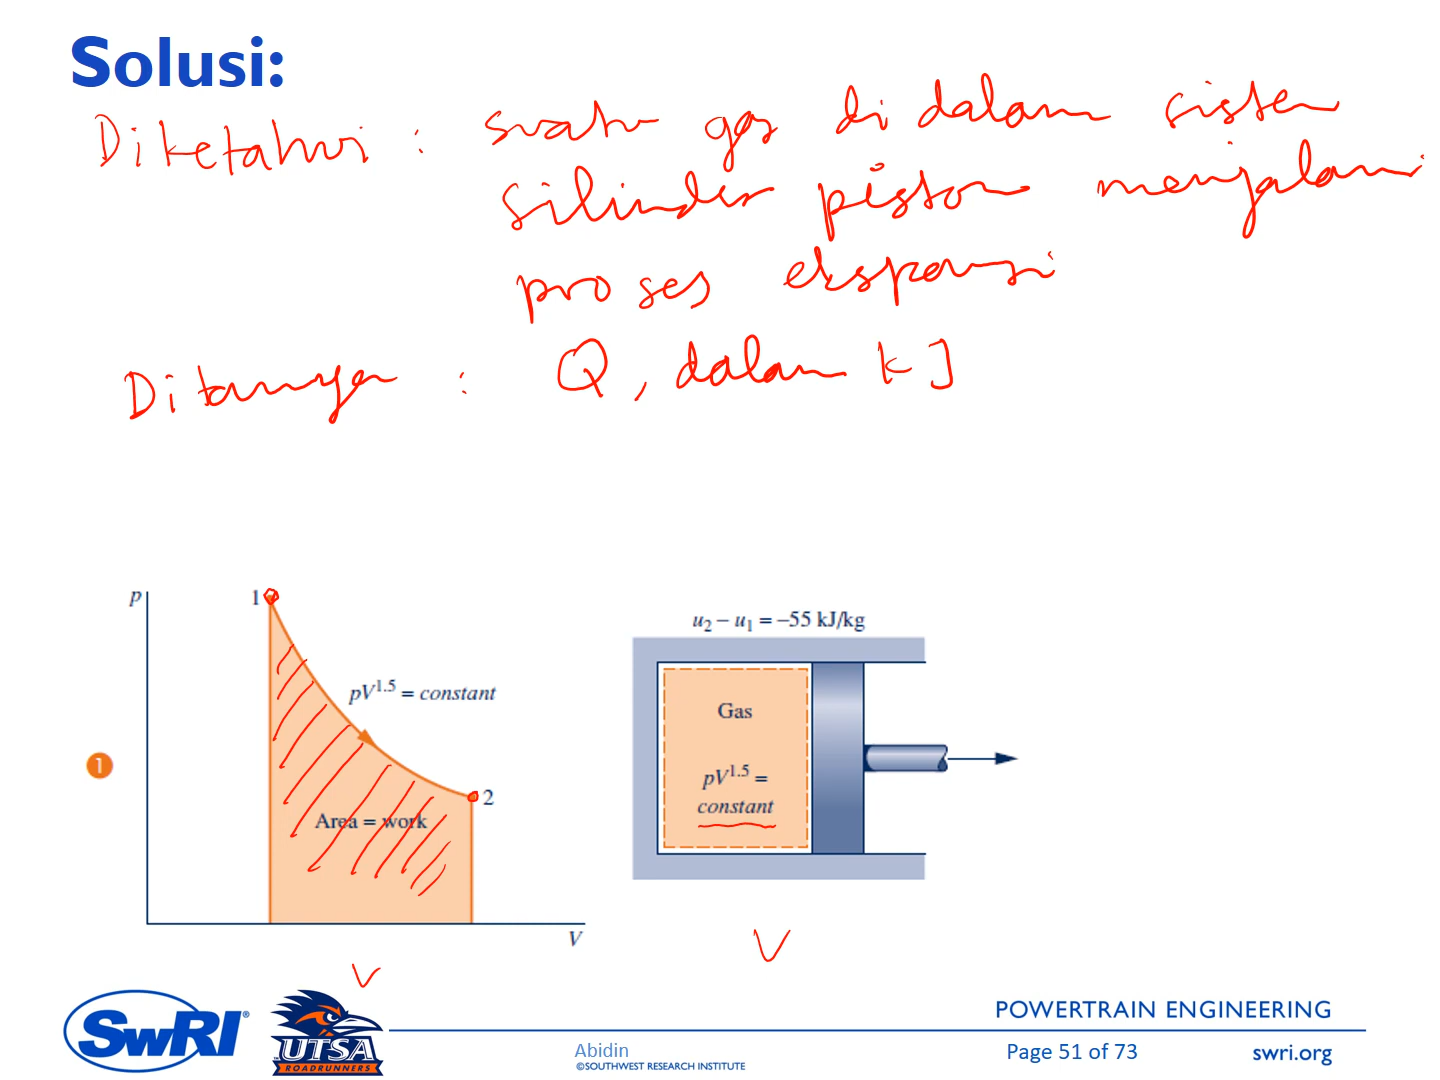 Solusi:
Diketahui : suatu gas di dalam sistem
silinder piston mengalami
proses ekspansi
Ditanya : Q, dalam kJ
p
1
pV^1.5 = constant
2
Area = work
V
1
u₂ − u₁ = −55 kJ/kg
Gas
pV^1.5 =
constant
SwRI®
UTSA
ROADRUNNERS
POWERTRAIN ENGINEERING
Abidin
©SOUTHWEST RESEARCH INSTITUTE
Page 51 of 73
swri.org